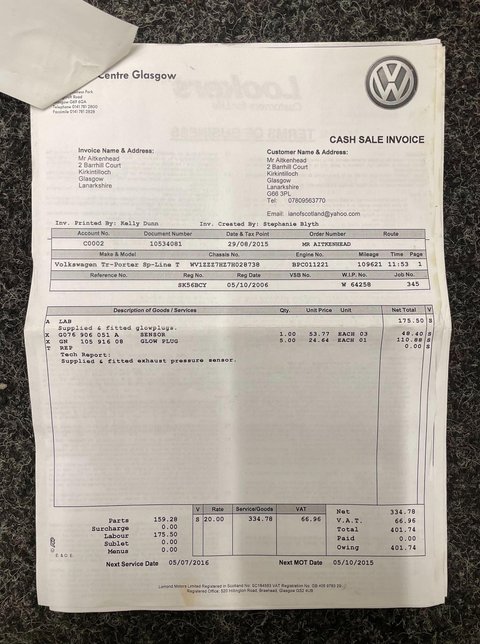 Centre Glasgow
Glasgow G69 6GA
Telephone 0141 781 2800
Facsimile 0141 781 2829
CASH SALE INVOICE
Invoice Name & Address:
Mr Aitkenhead
2 Barrhill Court
Kirkintilloch
Glasgow
Lanarkshire
Customer Name & Address:
Mr Aitkenhead
2 Barrhill Court
Kirkintilloch
Glasgow
Lanarkshire
G66 3PL
Tel: 07809563770
Email: ianofscotland@yahoo.com
Inv. Printed By: Kelly Dunn Inv. Created By: Stephanie Blyth
Account No. Document Number Date & Tax Point Order Number Route
C0002 10534081 29/08/2015 MR AITKENHEAD
Make & Model Chassis No. Engine No. Mileage Time Page
Volkswagen Tr-Porter Sp-Line T WV1ZZZ7HZ7H028738 BPC011221 109621 11:53 1
Reference No. Reg No. Reg Date VSB No. W.I.P. No. Job No.
SK56BCY 05/10/2006 W 64258 345
Description of Goods / Services Qty. Unit Price Unit Net Total V
A LAB 175.50 S
Supplied & fitted glowplugs.
X G076 906 051 A SENSOR 1.00 53.77 EACH 03 48.40 S
X GN 105 916 08 GLOW PLUG 5.00 24.64 EACH 01 110.88 S
T REP 0.00 S
Tech Report:
Supplied & fitted exhaust pressure sensor.
Parts 159.28
Surcharge 0.00
Labour 175.50
Sublet 0.00
Menus 0.00
V Rate Service/Goods VAT
S 20.00 334.78 66.96
Net 334.78
V.A.T. 66.96
Total 401.74
Paid 0.00
Owing 401.74
E & O E
Next Service Date 05/07/2016 Next MOT Date 05/10/2015